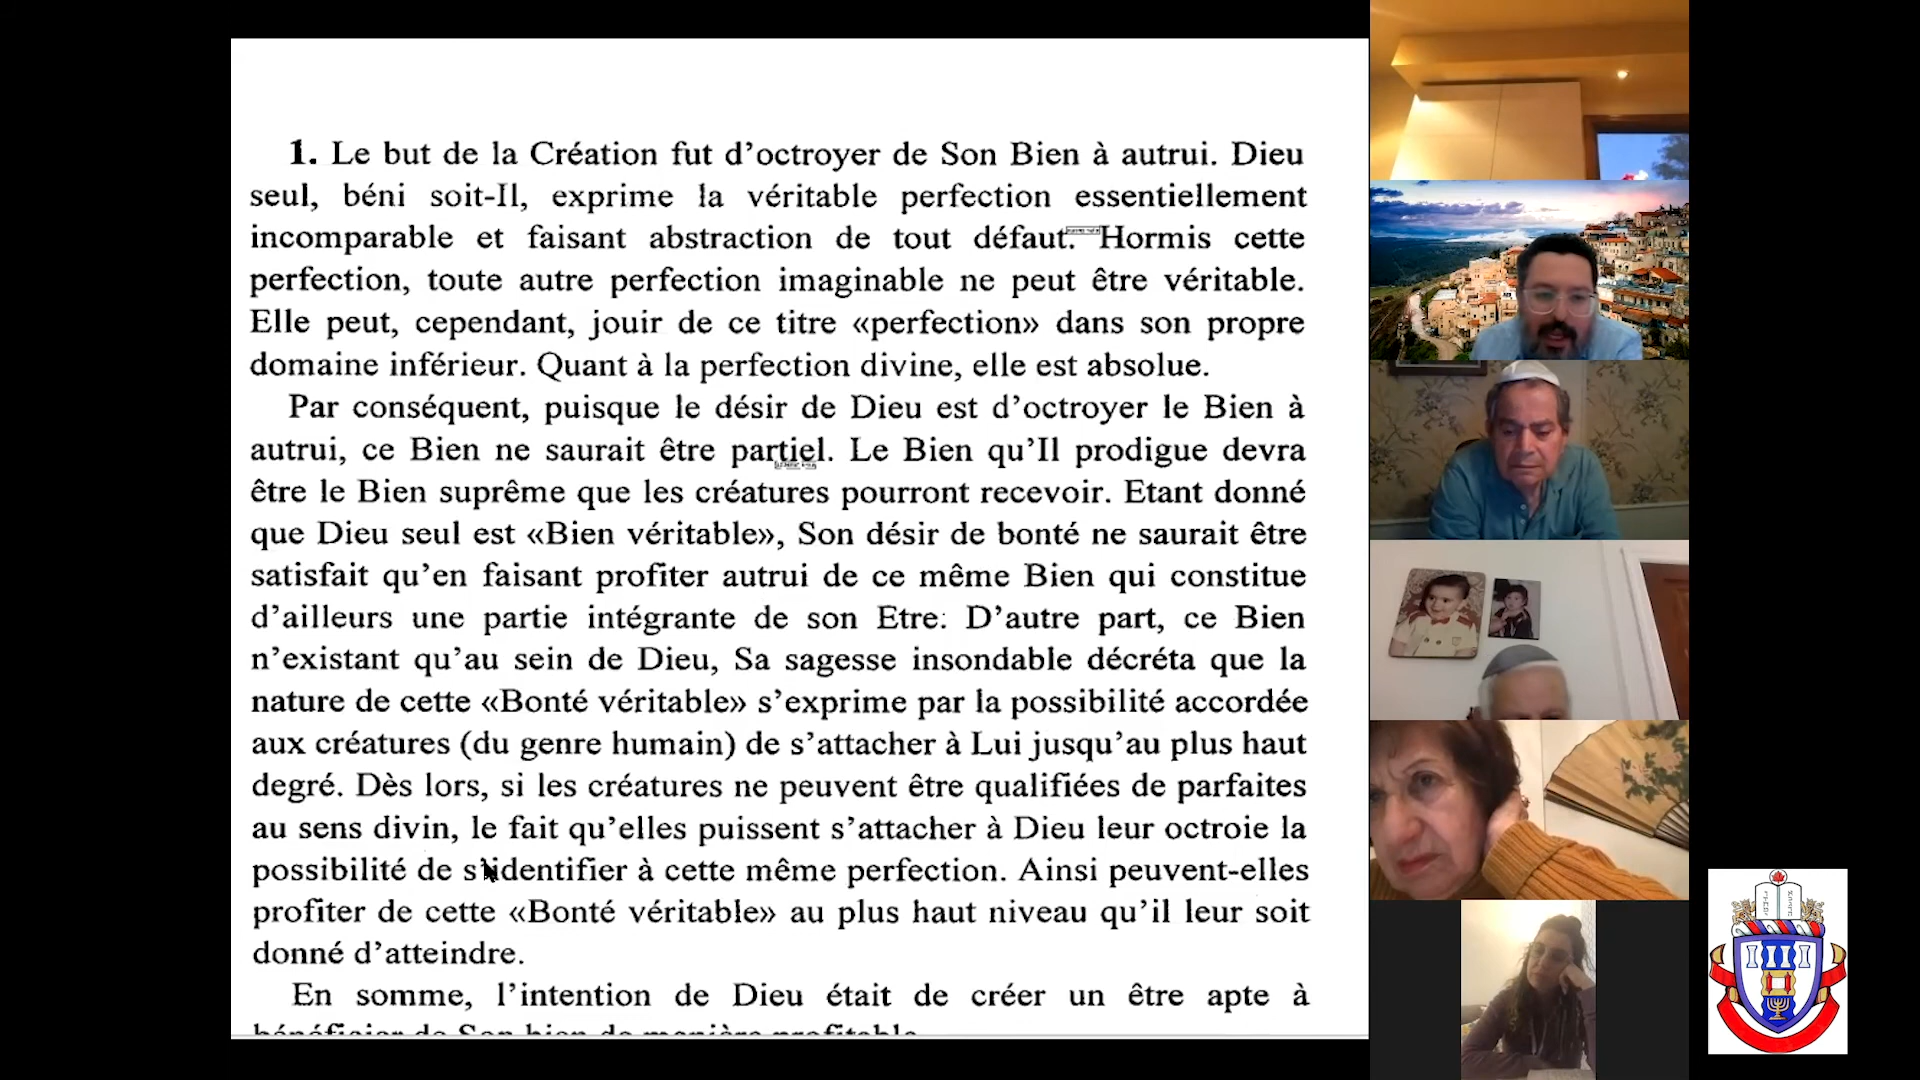 1. Le but de la Création fut d’octroyer de Son Bien à autrui. Dieu
seul, béni soit-Il, exprime la véritable perfection essentiellement
incomparable et faisant abstraction de tout défaut. Hormis cette
perfection, toute autre perfection imaginable ne peut être véritable.
Elle peut, cependant, jouir de ce titre «perfection» dans son propre
domaine inférieur. Quant à la perfection divine, elle est absolue.
Par conséquent, puisque le désir de Dieu est d’octroyer le Bien à
autrui, ce Bien ne saurait être partiel. Le Bien qu’Il prodigue devra
être le Bien suprême que les créatures pourront recevoir. Etant donné
que Dieu seul est «Bien véritable», Son désir de bonté ne saurait être
satisfait qu’en faisant profiter autrui de ce même Bien qui constitue
d’ailleurs une partie intégrante de son Etre. D’autre part, ce Bien
n’existant qu’au sein de Dieu, Sa sagesse insondable décréta que la
nature de cette «Bonté véritable» s’exprime par la possibilité accordée
aux créatures (du genre humain) de s’attacher à Lui jusqu’au plus haut
degré. Dès lors, si les créatures ne peuvent être qualifiées de parfaites
au sens divin, le fait qu’elles puissent s’attacher à Dieu leur octroie la
possibilité de s’identifier à cette même perfection. Ainsi peuvent-elles
profiter de cette «Bonté véritable» au plus haut niveau qu’il leur soit
donné d’atteindre.
En somme, l’intention de Dieu était de créer un être apte à
bénéficier de Son bien de manière profitable.